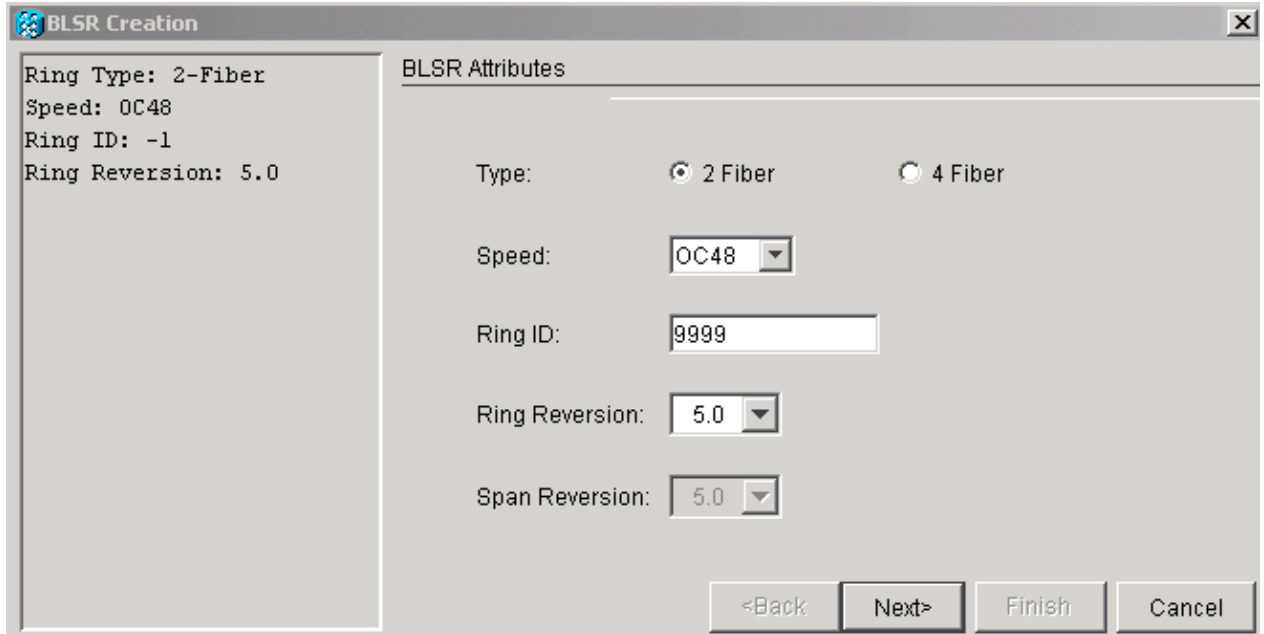 BLSR Creation
Ring Type: 2-Fiber
Speed: OC48
Ring ID: -1
Ring Reversion: 5.0
BLSR Attributes
Type: 2 Fiber 4 Fiber
Speed: OC48
Ring ID: 9999
Ring Reversion: 5.0
Span Reversion: 5.0
<Back Next> Finish Cancel